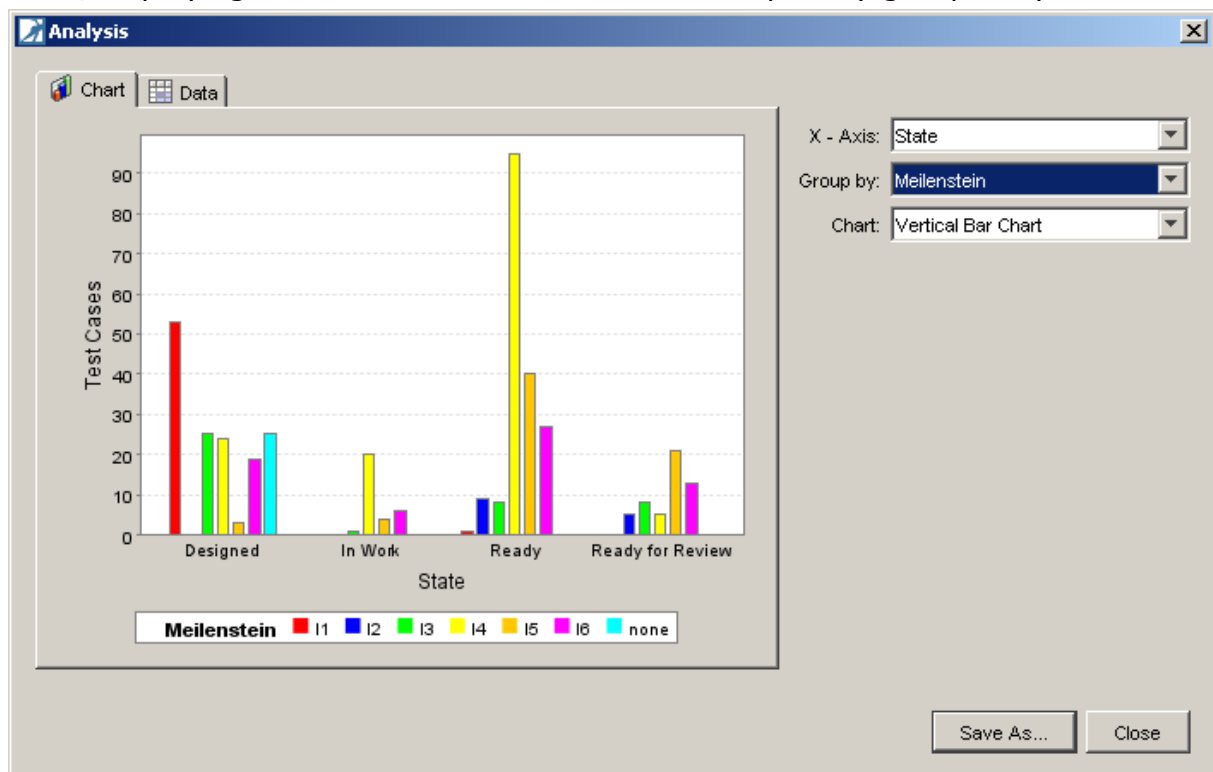 Analysis
Chart
Data
X - Axis: State
Group by: Meilenstein
Chart: Vertical Bar Chart
90
80
70
60
50
40
30
20
10
0
Test Cases
Designed In Work Ready Ready for Review
State
Meilenstein I1 I2 I3 I4 I5 I6 none
Save As... Close